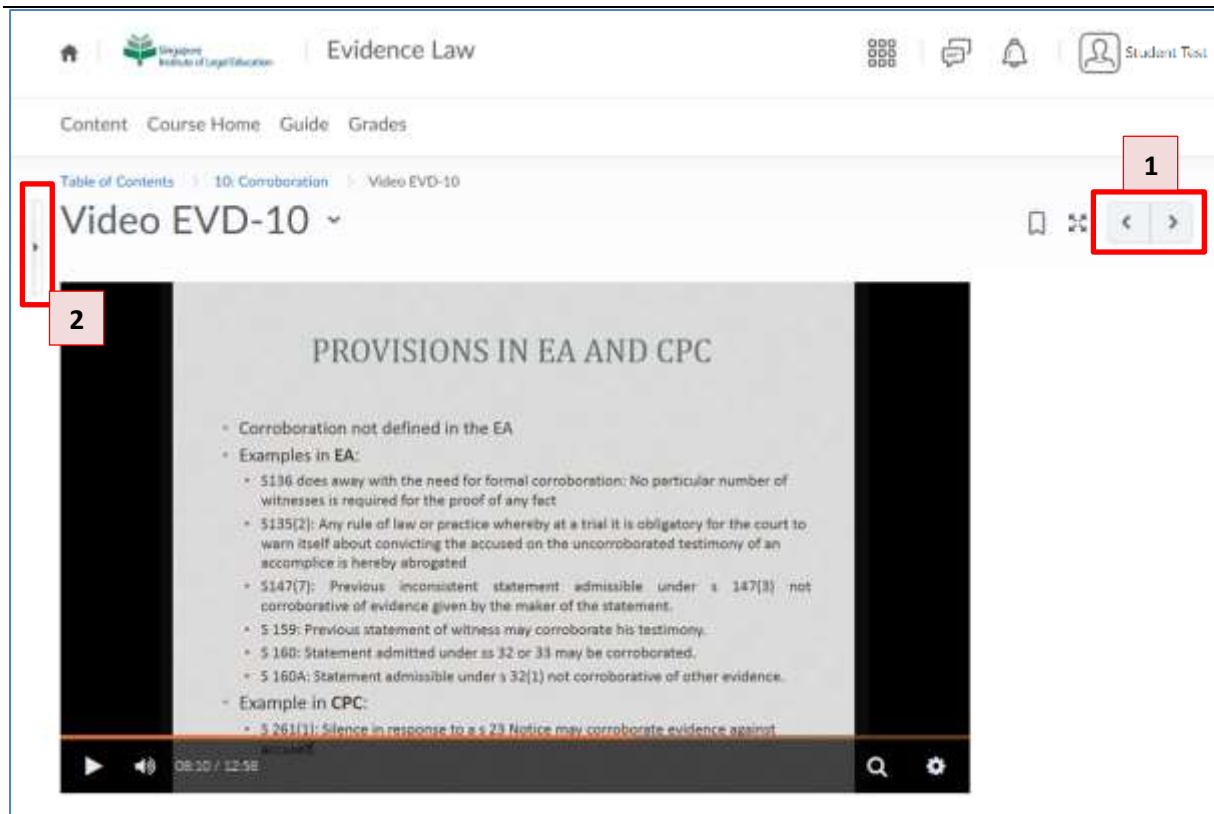 Singapore
Institute of Legal Education
Evidence Law
Student Test
Content Course Home Guide Grades
1
Table of Contents 10: Corroboration Video EVD-10
Video EVD-10
2
PROVISIONS IN EA AND CPC
• Corroboration not defined in the EA
• Examples in EA:
• S136 does away with the need for formal corroboration: No particular number of
witnesses is required for the proof of any fact
• S135(2): Any rule of law or practice whereby at a trial it is obligatory for the court to
warn itself about convicting the accused on the uncorroborated testimony of an
accomplice is hereby abrogated
• S147(7): Previous inconsistent statement admissible under s 147(3) not
corroborative of evidence given by the maker of the statement.
• S 159: Previous statement of witness may corroborate his testimony.
• S 160: Statement admitted under ss 32 or 33 may be corroborated.
• S 160A: Statement admissible under s 32(1) not corroborative of other evidence.
• Example in CPC:
• S 261(1): Silence in response to a s 23 Notice may corroborate evidence against
accused.
08:10 / 12:58